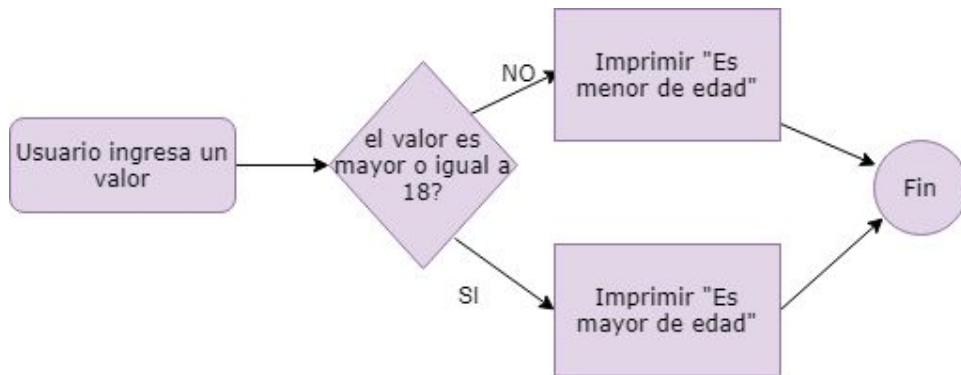 Usuario ingresa un
valor
el valor es
mayor o igual a
18?
NO
Imprimir "Es
menor de edad"
SI
Imprimir "Es
mayor de edad"
Fin